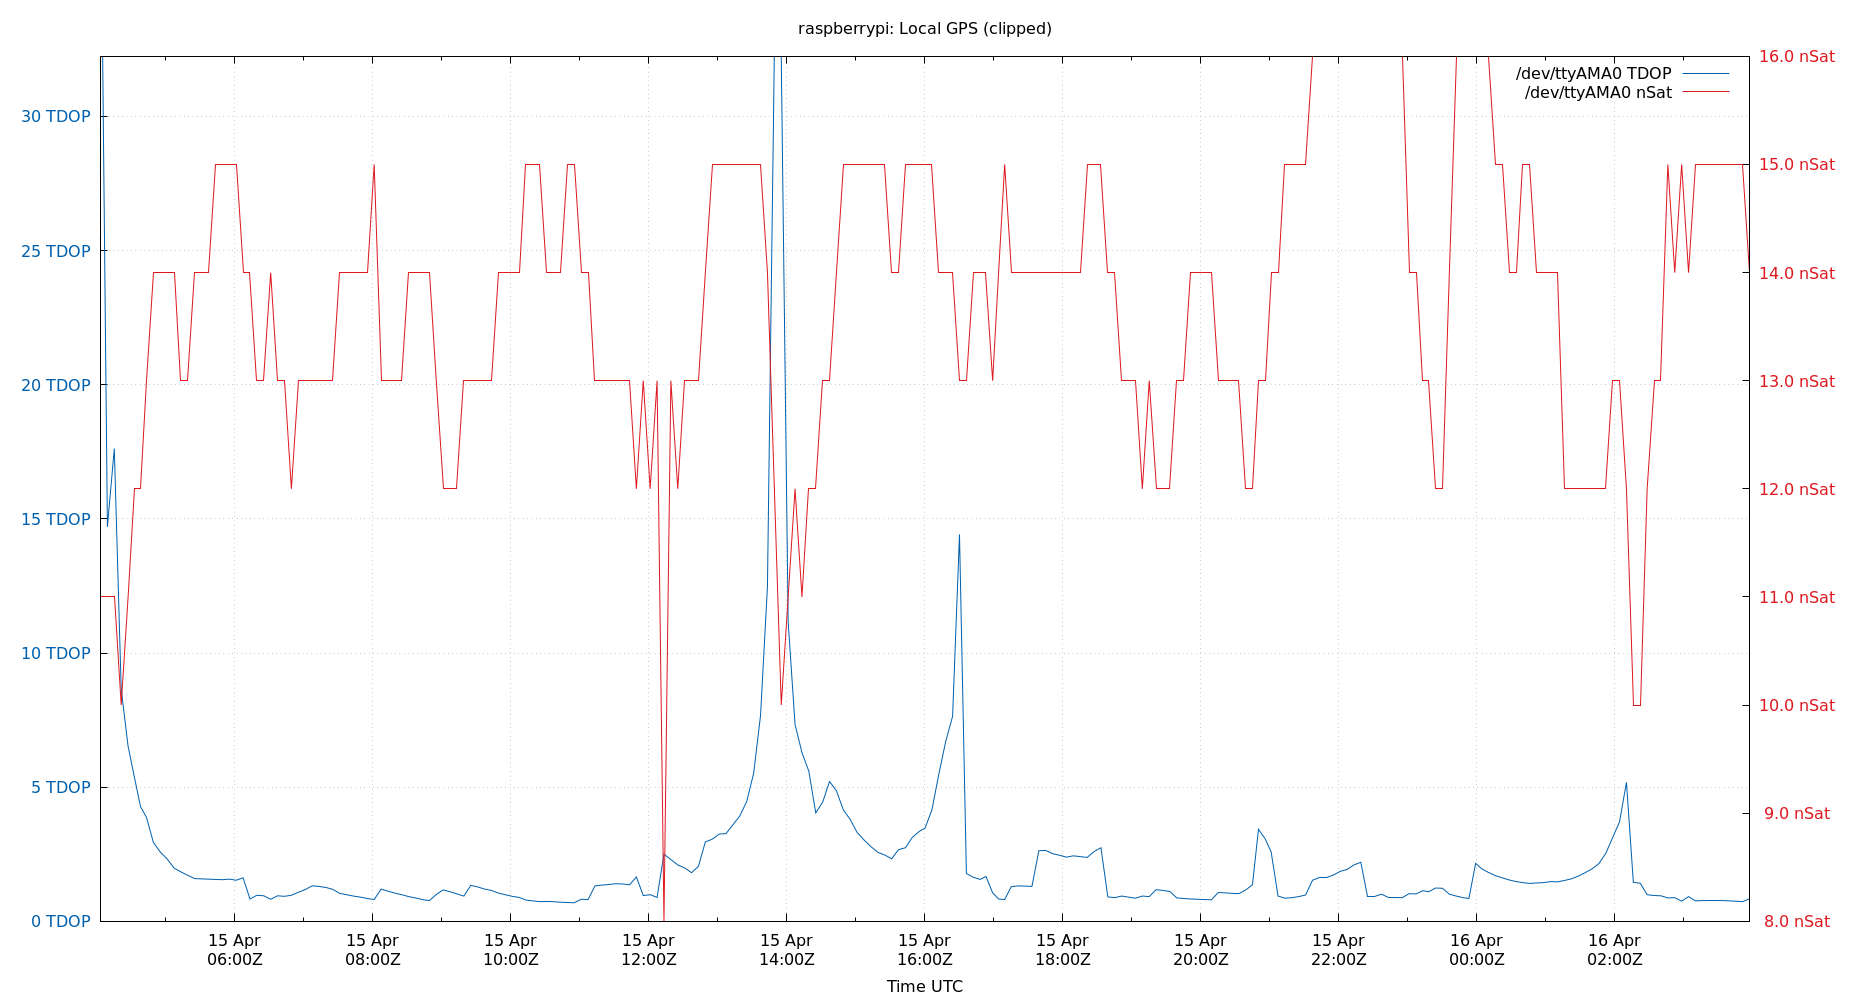 raspberrypi: Local GPS (clipped)
/dev/ttyAMA0 TDOP
/dev/ttyAMA0 nSat
30 TDOP
25 TDOP
20 TDOP
15 TDOP
10 TDOP
5 TDOP
0 TDOP
16.0 nSat
15.0 nSat
14.0 nSat
13.0 nSat
12.0 nSat
11.0 nSat
10.0 nSat
9.0 nSat
8.0 nSat
15 Apr 15 Apr 15 Apr 15 Apr 15 Apr 15 Apr 15 Apr 15 Apr 15 Apr 16 Apr 16 Apr
06:00Z 08:00Z 10:00Z 12:00Z 14:00Z 16:00Z 18:00Z 20:00Z 22:00Z 00:00Z 02:00Z
Time UTC